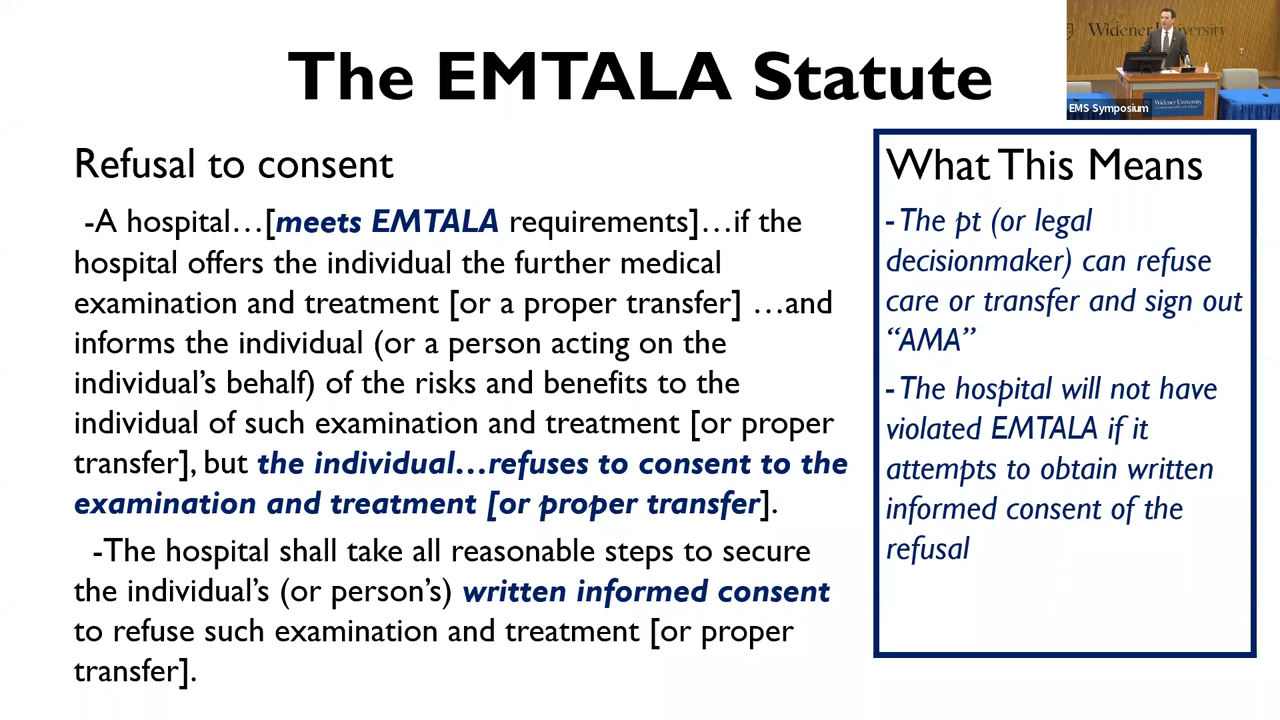 The EMTALA Statute
Widener University
EMS Symposium
Widener University
Refusal to consent
-A hospital…[meets EMTALA requirements]…if the
hospital offers the individual the further medical
examination and treatment [or a proper transfer] …and
informs the individual (or a person acting on the
individual’s behalf) of the risks and benefits to the
individual of such examination and treatment [or proper
transfer], but the individual…refuses to consent to the
examination and treatment [or proper transfer].
-The hospital shall take all reasonable steps to secure
the individual’s (or person’s) written informed consent
to refuse such examination and treatment [or proper
transfer].
What This Means
-The pt (or legal
decisionmaker) can refuse
care or transfer and sign out
“AMA”
-The hospital will not have
violated EMTALA if it
attempts to obtain written
informed consent of the
refusal